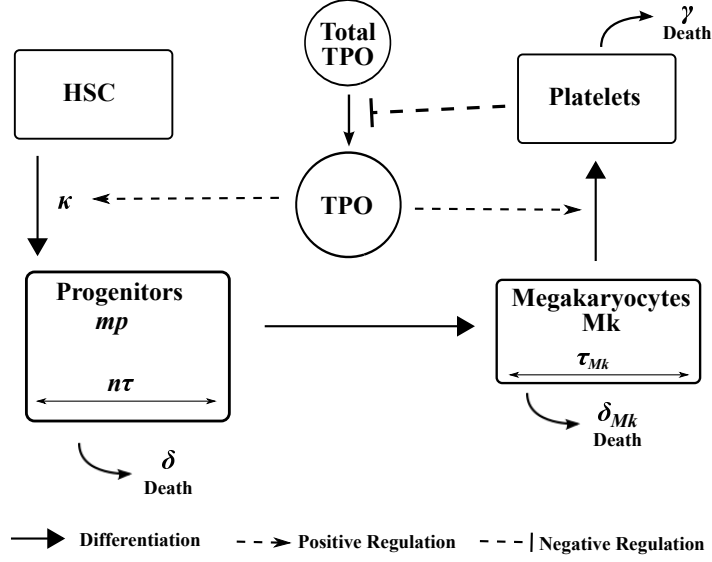 Total
TPO
γ
Death
HSC
Platelets
κ
TPO
Progenitors
mp
nτ
Megakaryocytes
Mk
τMk
δ
Death
δMk
Death
Differentiation
Positive Regulation
Negative Regulation